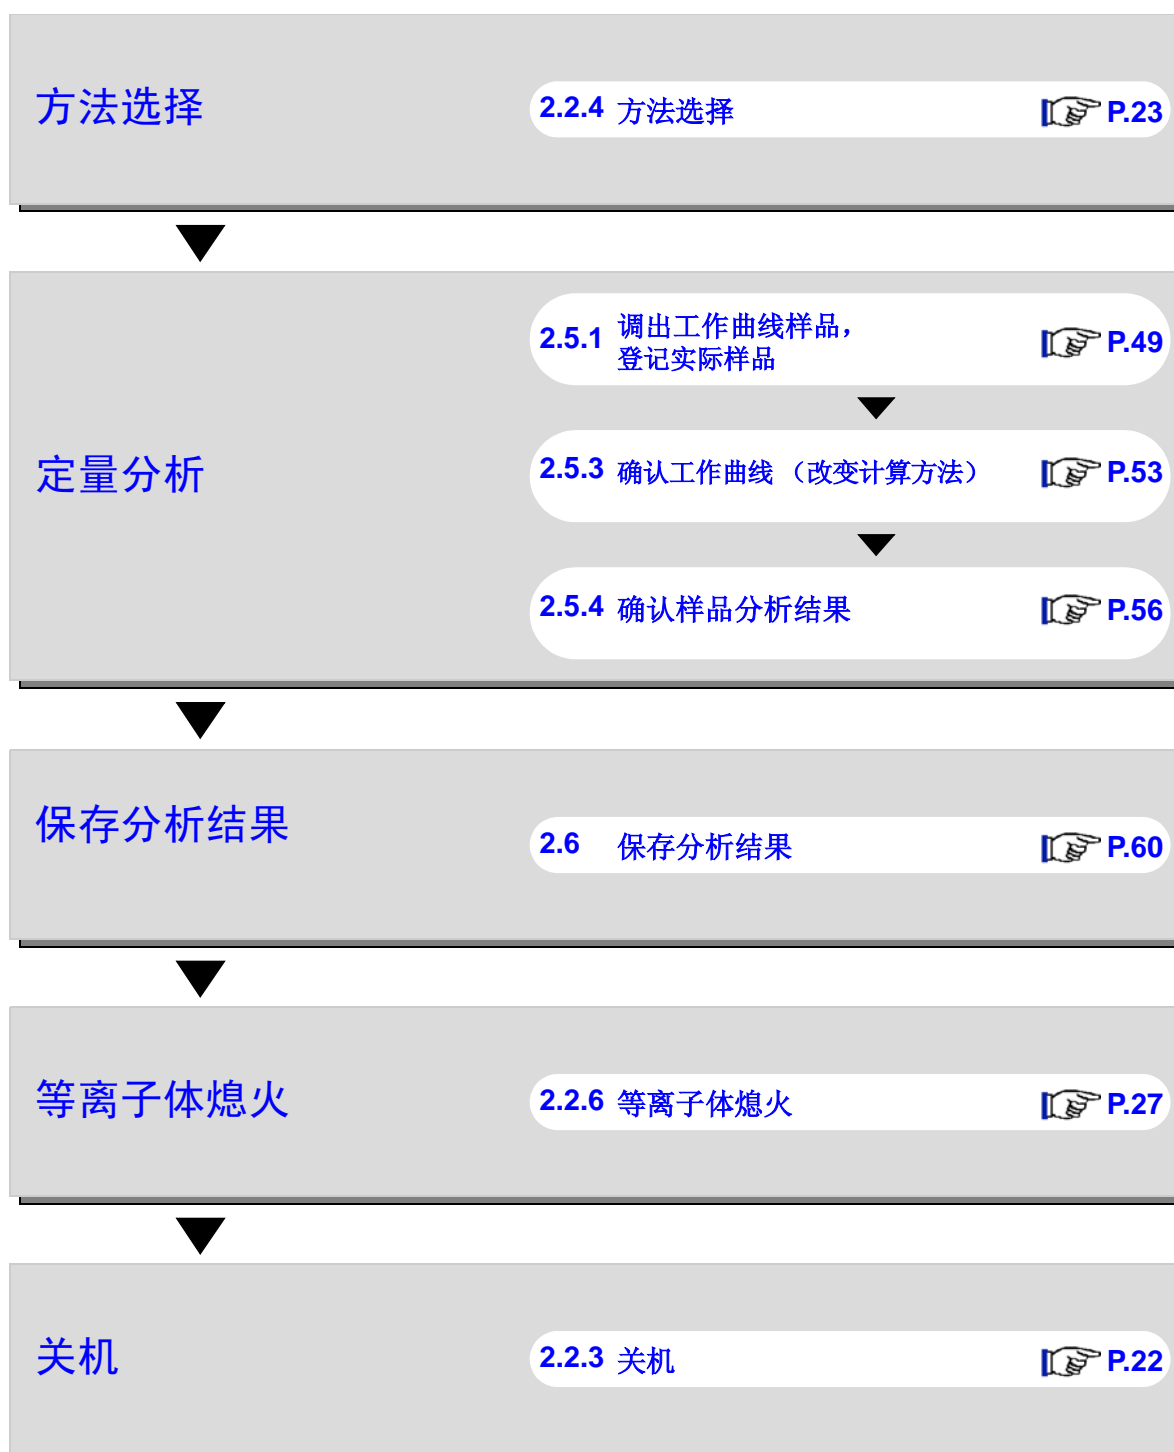 方法选择
2.2.4 方法选择 P.23
定量分析
2.5.1 调出工作曲线样品，
登记实际样品 P.49
2.5.3 确认工作曲线 （改变计算方法） P.53
2.5.4 确认样品分析结果 P.56
保存分析结果
2.6 保存分析结果 P.60
等离子体熄火
2.2.6 等离子体熄火 P.27
关机
2.2.3 关机 P.22